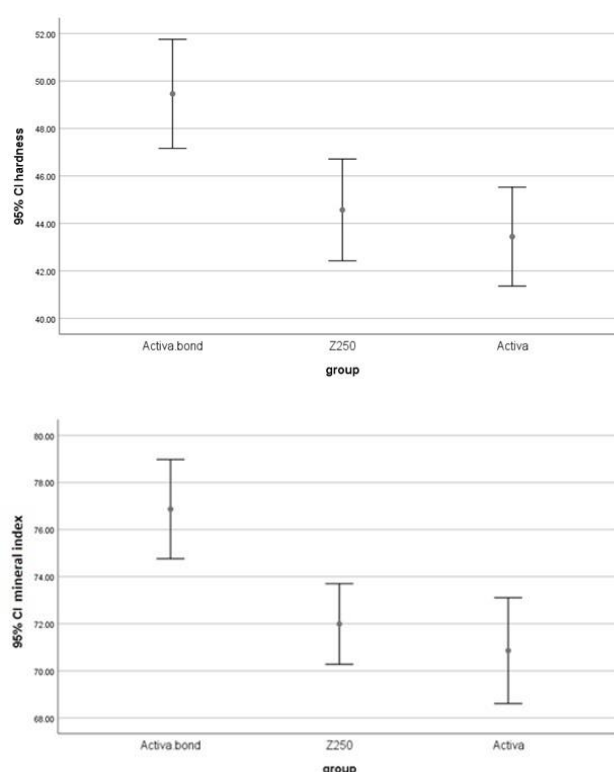 52.00
50.00
48.00
46.00
44.00
42.00
40.00
95% CI hardness
Activa.bond Z250 Activa
group
80.00
78.00
76.00
74.00
72.00
70.00
68.00
95% CI mineral index
Activa.bond Z250 Activa
group